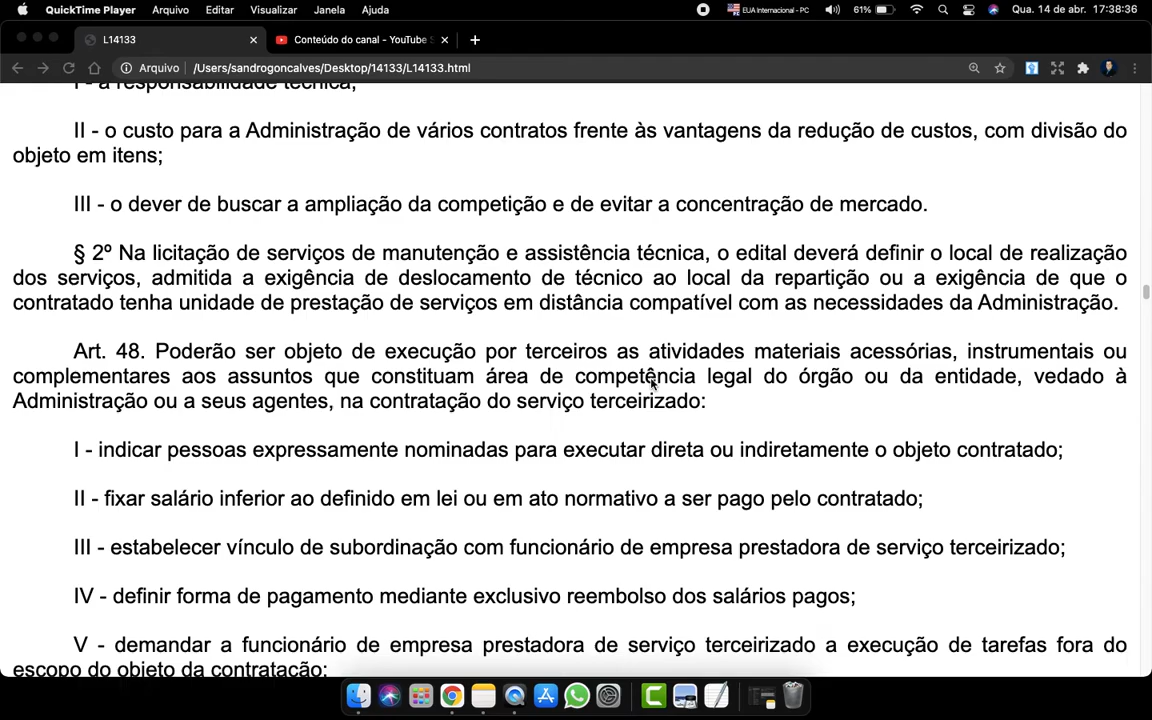 QuickTime Player Arquivo Editar Visualizar Janela Ajuda EUA Internacional - PC 61% Qua. 14 de abr. 17:38:36
L14133 Conteúdo do canal - YouTube
Arquivo /Users/sandrogoncalves/Desktop/14133/L14133.html
I - a responsabilidade técnica;
II - o custo para a Administração de vários contratos frente às vantagens da redução de custos, com divisão do
objeto em itens;
III - o dever de buscar a ampliação da competição e de evitar a concentração de mercado.
§ 2º Na licitação de serviços de manutenção e assistência técnica, o edital deverá definir o local de realização
dos serviços, admitida a exigência de deslocamento de técnico ao local da repartição ou a exigência de que o
contratado tenha unidade de prestação de serviços em distância compatível com as necessidades da Administração.
Art. 48. Poderão ser objeto de execução por terceiros as atividades materiais acessórias, instrumentais ou
complementares aos assuntos que constituam área de competência legal do órgão ou da entidade, vedado à
Administração ou a seus agentes, na contratação do serviço terceirizado:
I - indicar pessoas expressamente nominadas para executar direta ou indiretamente o objeto contratado;
II - fixar salário inferior ao definido em lei ou em ato normativo a ser pago pelo contratado;
III - estabelecer vínculo de subordinação com funcionário de empresa prestadora de serviço terceirizado;
IV - definir forma de pagamento mediante exclusivo reembolso dos salários pagos;
V - demandar a funcionário de empresa prestadora de serviço terceirizado a execução de tarefas fora do
escopo do objeto da contratação;